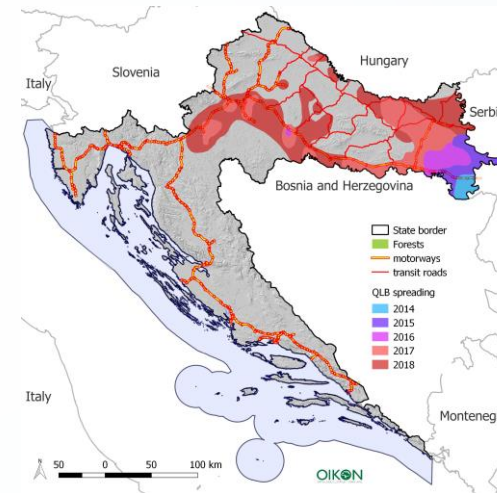 Hungary
Slovenia
Italy
Serbi
Bosnia and Herzegovina
State border
Forests
motorways
transit roads
QLB spreading
2014
2015
2016
2017
2018
Italy
Monteneg
50 0 50 100 km
OIKON